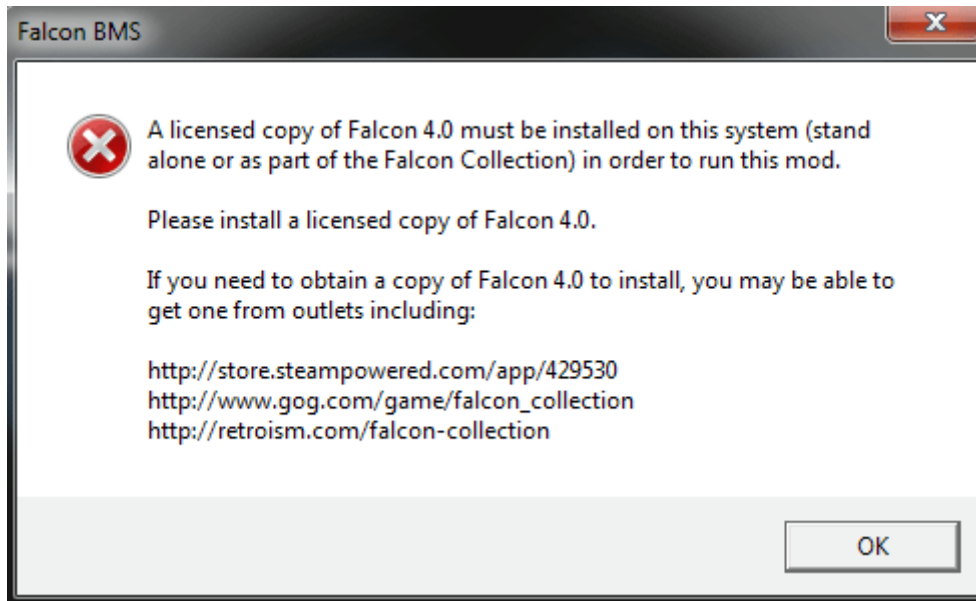 Falcon BMS
A licensed copy of Falcon 4.0 must be installed on this system (stand
alone or as part of the Falcon Collection) in order to run this mod.
Please install a licensed copy of Falcon 4.0.
If you need to obtain a copy of Falcon 4.0 to install, you may be able to
get one from outlets including:
http://store.steampowered.com/app/429530
http://www.gog.com/game/falcon_collection
http://retroism.com/falcon-collection
OK